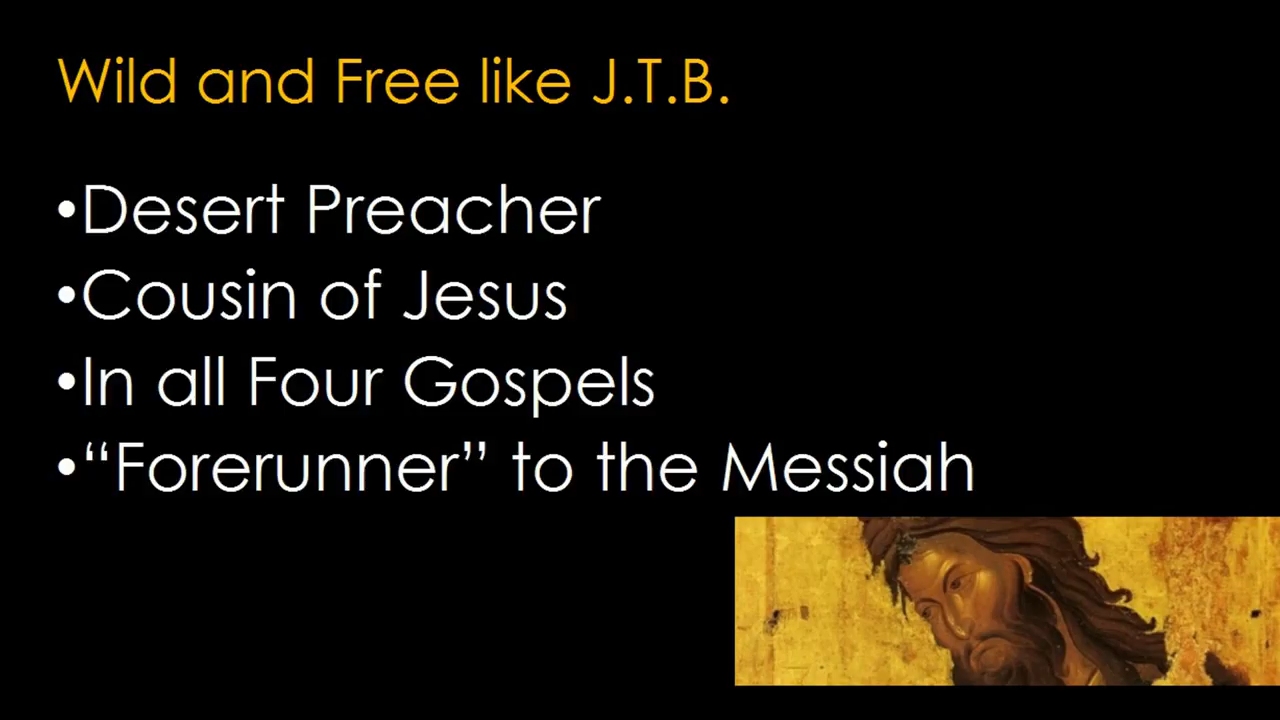 Wild and Free like J.T.B.
•Desert Preacher
•Cousin of Jesus
•In all Four Gospels
•“Forerunner” to the Messiah